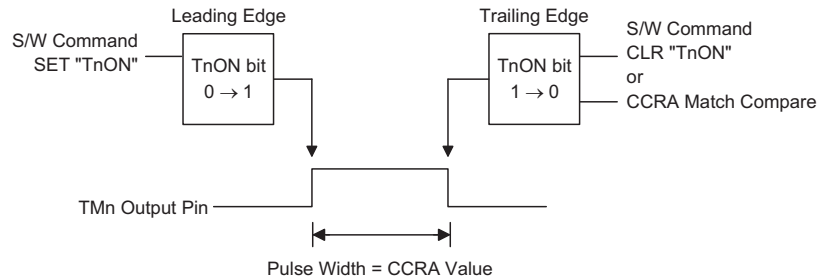 Leading Edge
Trailing Edge
S/W Command
SET "TnON"
TnON bit
0 → 1
TnON bit
1 → 0
S/W Command
CLR "TnON"
or
CCRA Match Compare
TMn Output Pin
Pulse Width = CCRA Value